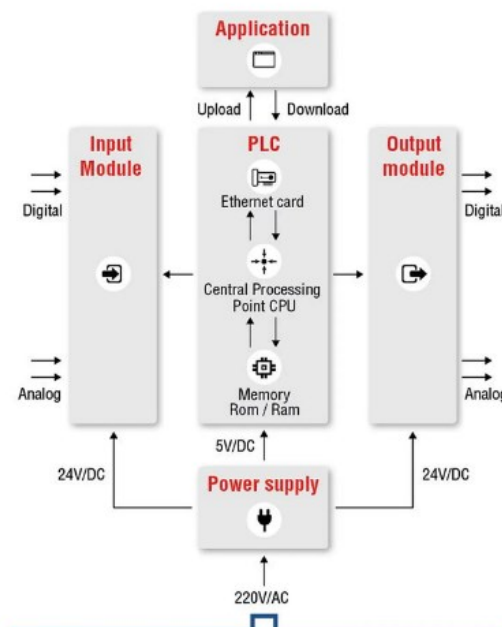 Application
Upload
Download
Input
Module
PLC
Output
module
Ethernet card
Digital
Digital
Central Processing
Point CPU
Analog
Analog
Memory
Rom / Ram
24V/DC
5V/DC
24V/DC
Power supply
220V/AC